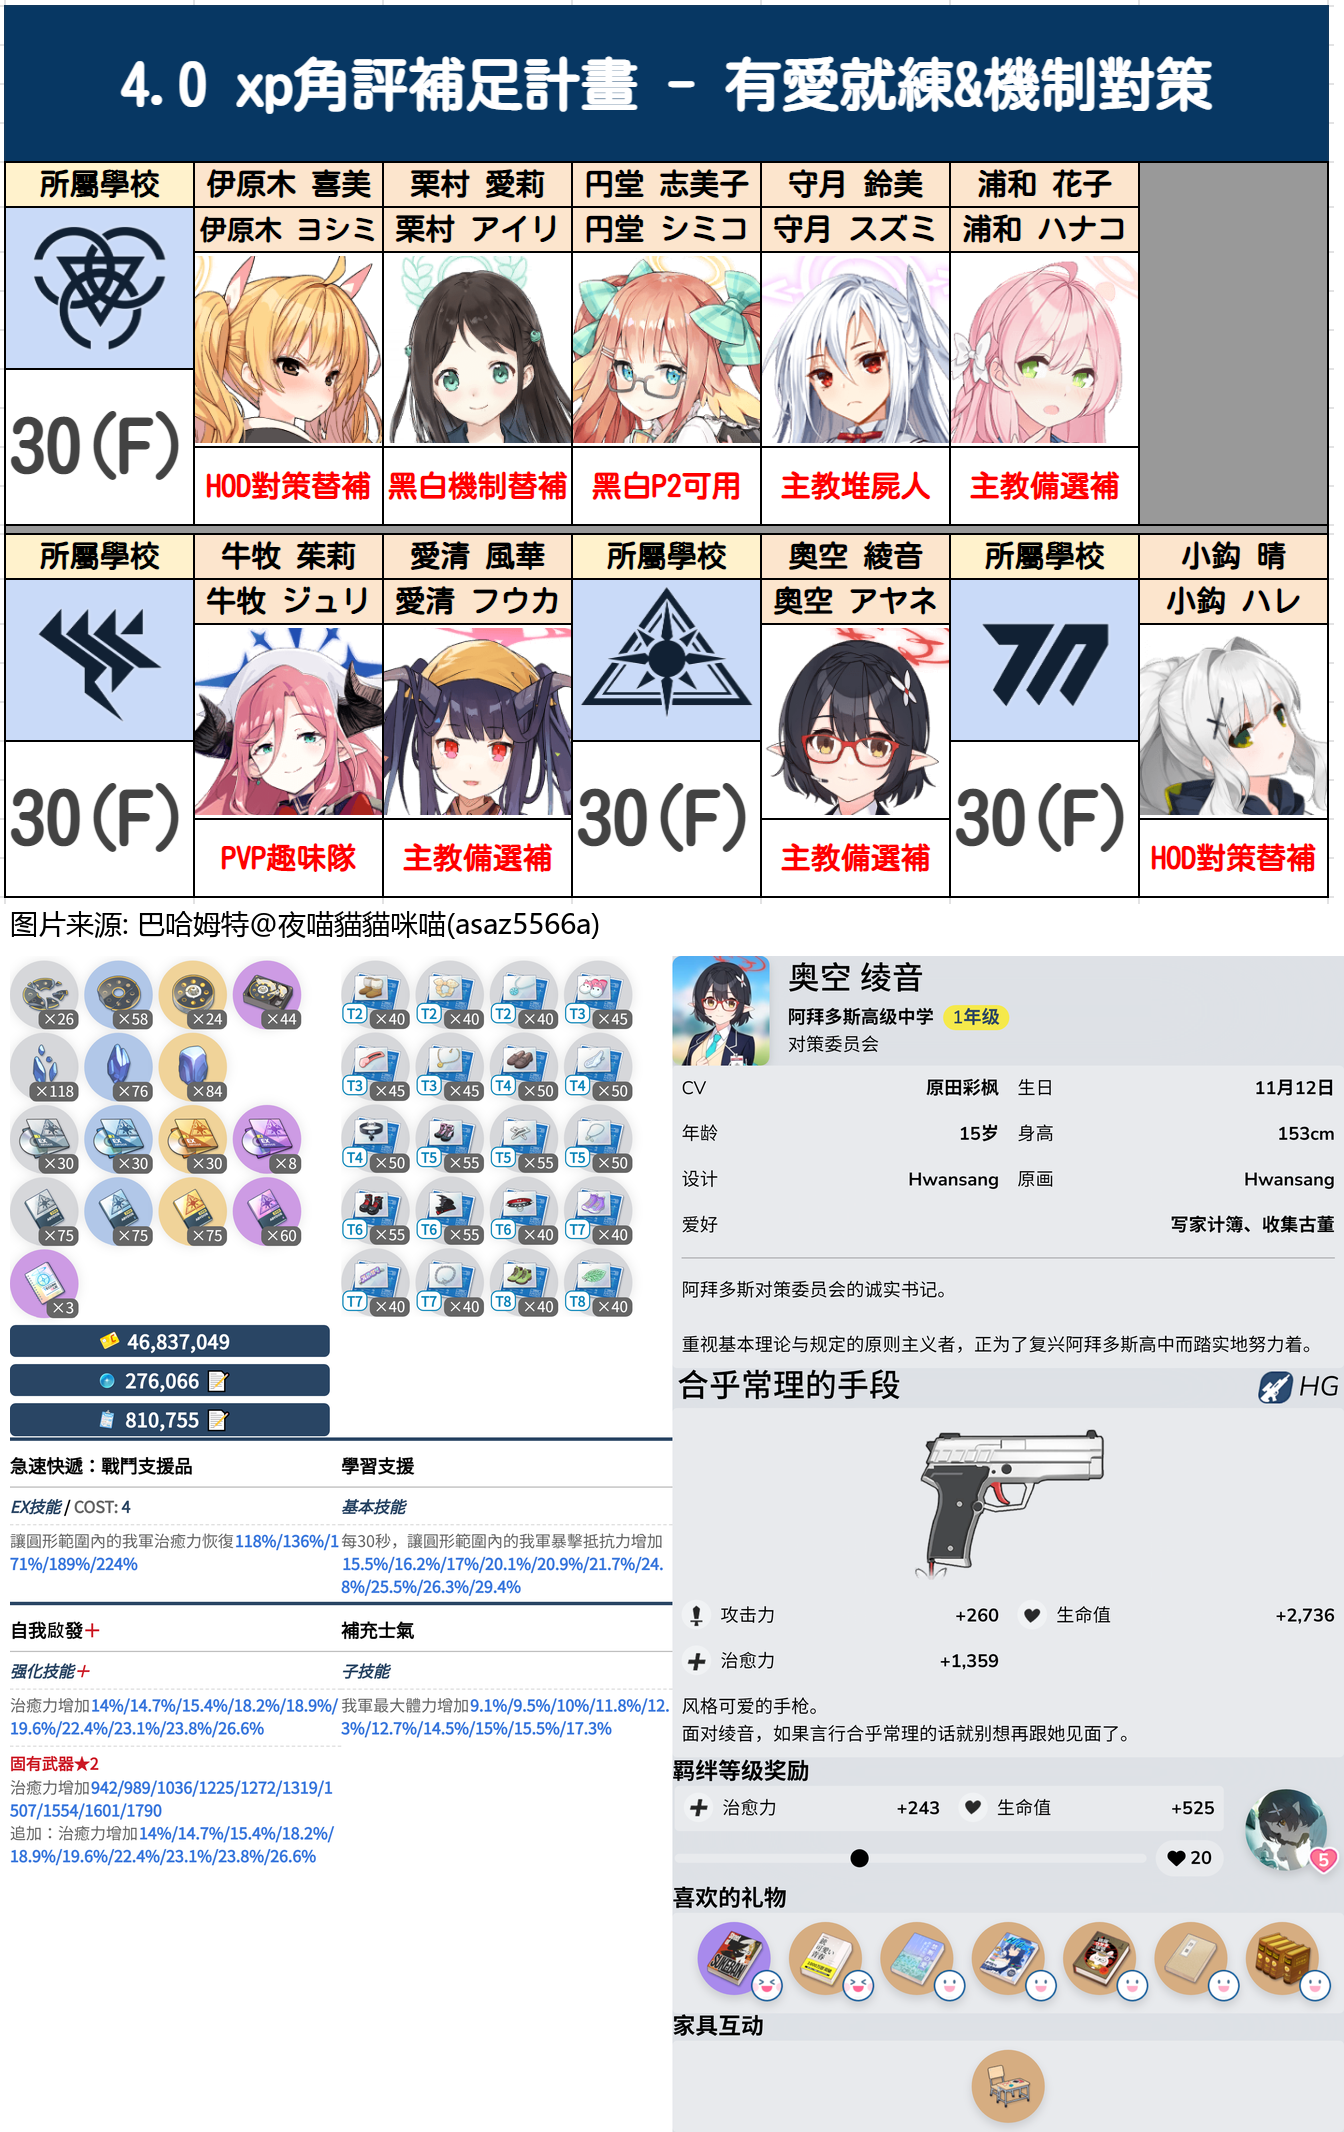 4.0 xp角評補足計畫 - 有愛就練&機制對策
所屬學校 伊原木 喜美 栗村 愛莉 円堂 志美子 守月 鈴美 浦和 花子
伊原木 ヨシミ 栗村 アイリ 円堂 シミコ 守月 スズミ 浦和 ハナコ
30(F)
HOD對策替補 黑白機制替補 黑白P2可用 主教堆屍人 主教備選補
所屬學校 牛牧 茱莉 愛清 風華 所屬學校 奧空 綾音 所屬學校 小鈎 晴
牛牧 ジュリ 愛清 フウカ 奧空 アヤネ 小鈎 ハレ
30(F) 30(F) 30(F)
PVP趣味隊 主教備選補 主教備選補 HOD對策替補
图片来源: 巴哈姆特@夜喵貓貓咪喵(asaz5566a)
×26 ×58 ×24 ×44
×118 ×76 ×84
×30 ×30 ×30 ×8
×75 ×75 ×75 ×60
×3
46,837,049
276,066
810,755
T2 ×40 T2 ×40 T2 ×40 T3 ×45
T3 ×45 T3 ×45 T4 ×50 T4 ×50
T4 ×50 T5 ×55 T5 ×55 T5 ×50
T6 ×55 T6 ×55 T6 ×40 T7 ×40
T7 ×40 T7 ×40 T8 ×40 T8 ×40
急速快遞：戰鬥支援品
EX技能 / COST: 4
讓圓形範圍內的我軍治癒力恢復118%/136%/1
71%/189%/224%
學習支援
基本技能
每30秒，讓圓形範圍內的我軍暴擊抵抗力增加
15.5%/16.2%/17%/20.1%/20.9%/21.7%/24.
8%/25.5%/26.3%/29.4%
自我啟發＋
强化技能＋
治癒力增加14%/14.7%/15.4%/18.2%/18.9%/
19.6%/22.4%/23.1%/23.8%/26.6%
固有武器★2
治癒力增加942/989/1036/1225/1272/1319/1
507/1554/1601/1790
追加：治癒力增加14%/14.7%/15.4%/18.2%/
18.9%/19.6%/22.4%/23.1%/23.8%/26.6%
補充士氣
子技能
我軍最大體力增加9.1%/9.5%/10%/11.8%/12.
3%/12.7%/14.5%/15%/15.5%/17.3%
奥空 绫音
阿拜多斯高级中学 1年级
对策委员会
CV 原田彩枫 生日 11月12日
年龄 15岁 身高 153cm
设计 Hwansang 原画 Hwansang
爱好 写家计簿、收集古董
阿拜多斯对策委员会的诚实书记。
重视基本理论与规定的原则主义者，正为了复兴阿拜多斯高中而踏实地努力着。
合乎常理的手段 HG
攻击力 +260 生命值 +2,736
治愈力 +1,359
风格可爱的手枪。
面对绫音，如果言行合乎常理的话就别想再跟她见面了。
羁绊等级奖励
治愈力 +243 生命值 +525
20 5
喜欢的礼物
家具互动